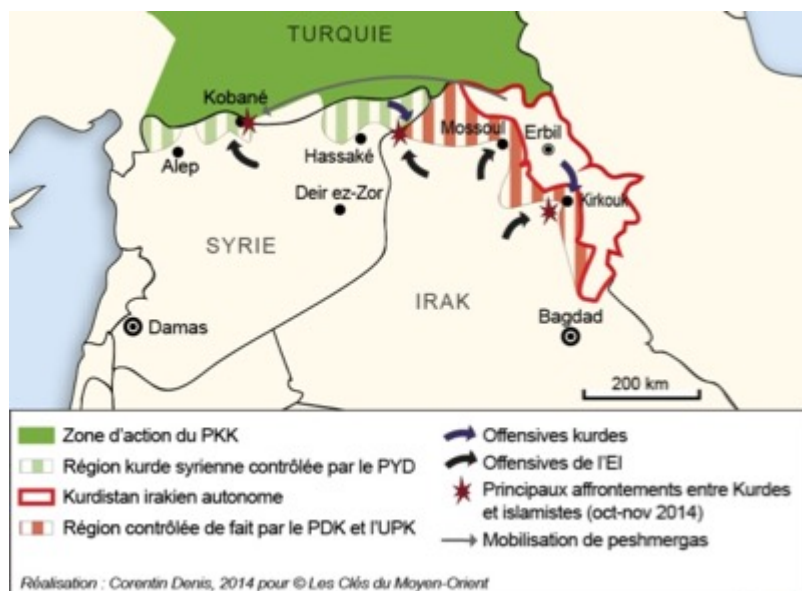 TURQUIE
Kobané
Mossoul
Erbil
Alep
Hassaké
Kirkouk
Deir ez-Zor
SYRIE
IRAK
Bagdad
Damas
200 km
Zone d'action du PKK
Région kurde syrienne contrôlée par le PYD
Kurdistan irakien autonome
Région contrôlée de fait par le PDK et l'UPK
Offensives kurdes
Offensives de l'EI
Principaux affrontements entre Kurdes
et islamistes (oct-nov 2014)
Mobilisation de peshmergas
Réalisation : Corentin Denis, 2014 pour © Les Clés du Moyen-Orient